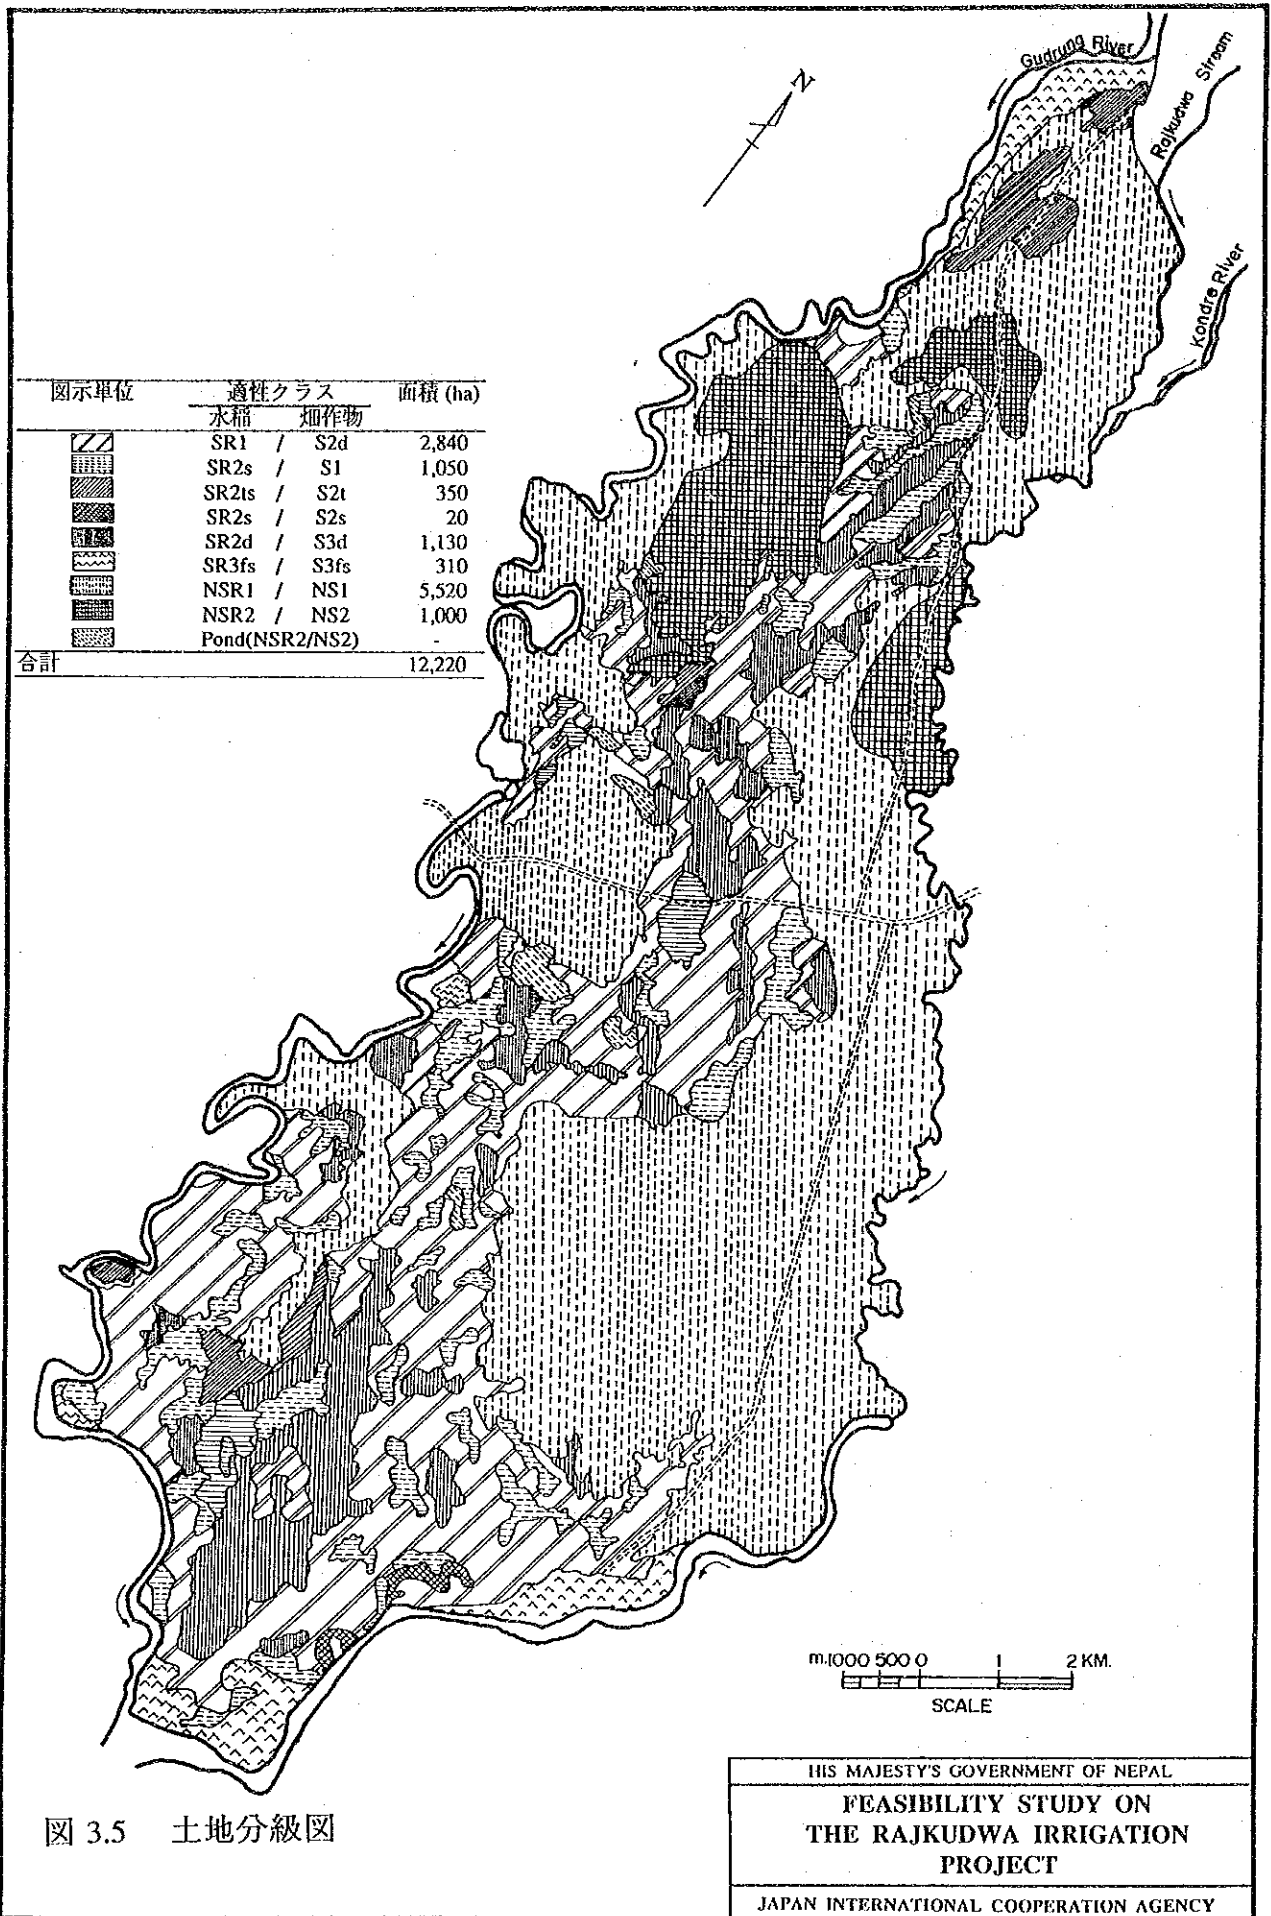 Gudrung River
Rajkudwa Stream
N
Kondre River
図示単位 適性クラス 面積 (ha)
水稲 畑作物
SR1 / S2d 2,840
SR2s / S1 1,050
SR2ts / S2t 350
SR2s / S2s 20
SR2d / S3d 1,130
SR3fs / S3fs 310
NSR1 / NS1 5,520
NSR2 / NS2 1,000
Pond(NSR2/NS2) -
合計 12,220
m.1000 500 0 1 2 KM.
SCALE
図 3.5 土地分級図
HIS MAJESTY'S GOVERNMENT OF NEPAL
FEASIBILITY STUDY ON
THE RAJKUDWA IRRIGATION
PROJECT
JAPAN INTERNATIONAL COOPERATION AGENCY